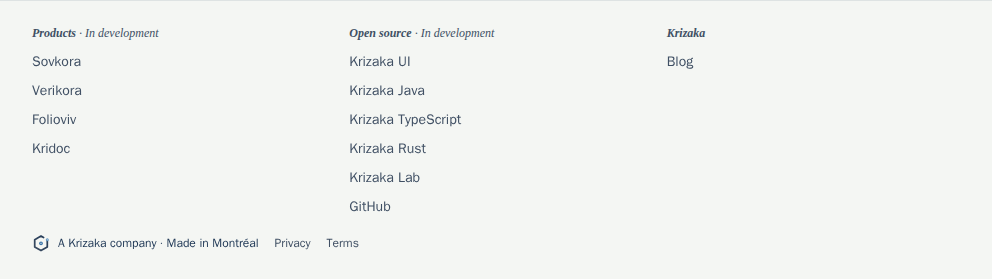 Products · In development
Sovkora
Verikora
Folioviv
Kridoc
Open source · In development
Krizaka UI
Krizaka Java
Krizaka TypeScript
Krizaka Rust
Krizaka Lab
GitHub
Krizaka
Blog
A Krizaka company · Made in Montréal Privacy Terms